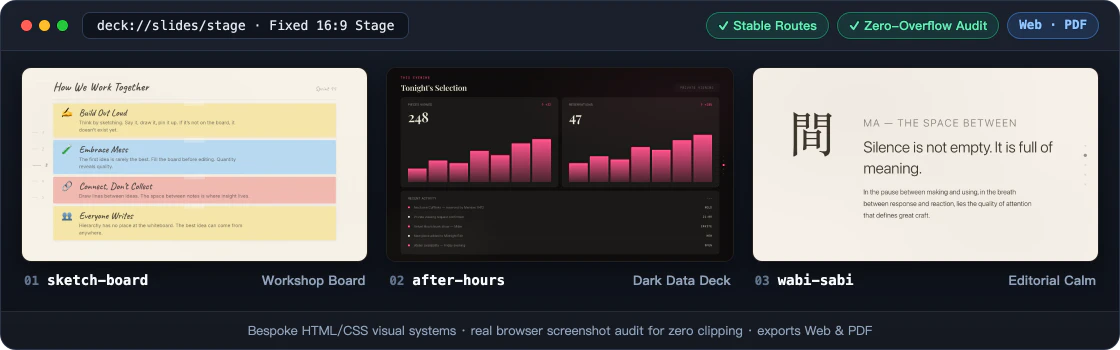 deck://slides/stage · Fixed 16:9 Stage
✓ Stable Routes
✓ Zero-Overflow Audit
Web · PDF
How We Work Together
Build Out Loud
Think by sketching. Say it, draw it, pin it up. If it's not on the board, it
doesn't exist yet.
Embrace Mess
The first idea is rarely the best. Fill the board before editing. Quantity
reveals quality.
Connect, Don't Collect
Draw lines between ideas. The space between notes is where insight lives.
Everyone Writes
Hierarchy has no place at the whiteboard. The best idea can come from
anywhere.
01 sketch-board
Workshop Board
THIS EVENING
Tonight's Selection
248
47
RECENT ACTIVITY
02 after-hours
Dark Data Deck
間
MA — THE SPACE BETWEEN
Silence is not empty. It is full of
meaning.
In the pause between making and using, in the breath
between response and reaction, lies the quality of attention
that defines great craft.
03 wabi-sabi
Editorial Calm
Bespoke HTML/CSS visual systems · real browser screenshot audit for zero clipping · exports Web & PDF